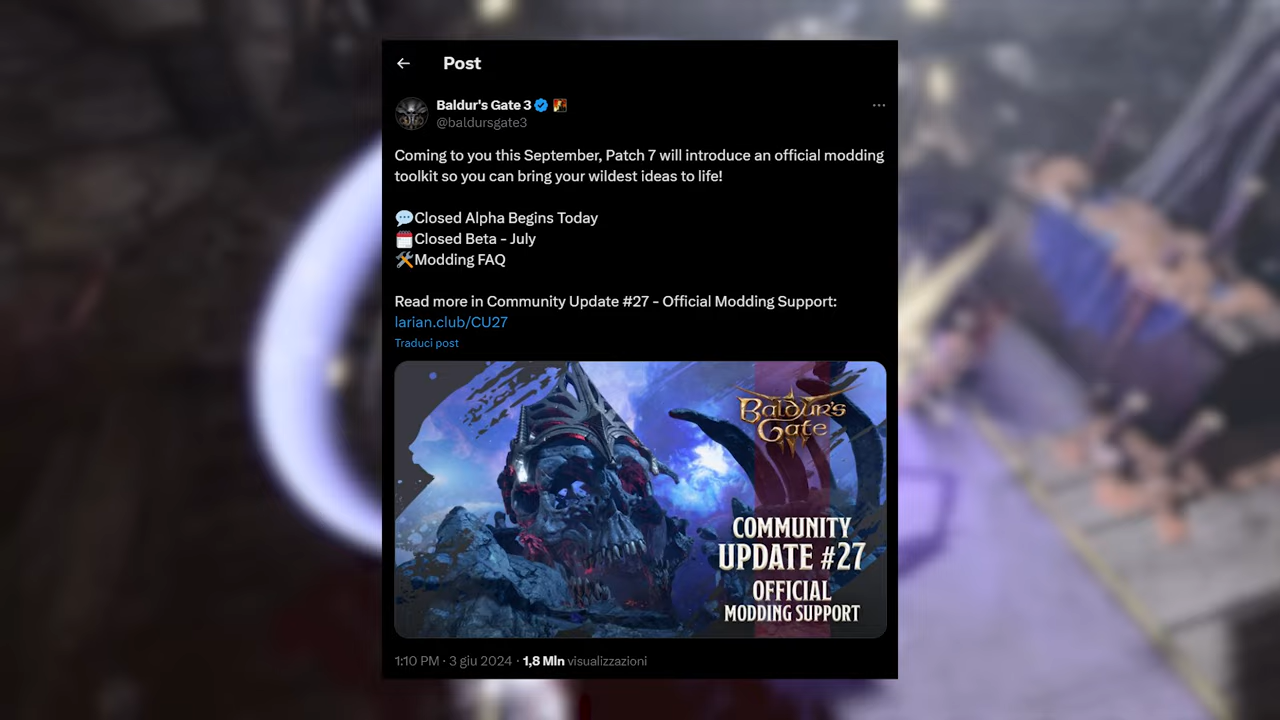 Post
Baldur's Gate 3
@baldursgate3
Coming to you this September, Patch 7 will introduce an official modding
toolkit so you can bring your wildest ideas to life!
💬Closed Alpha Begins Today
🗓️Closed Beta - July
🛠️Modding FAQ
Read more in Community Update #27 - Official Modding Support:
larian.club/CU27
Traduci post
Baldur's
Gate
COMMUNITY
UPDATE #27
OFFICIAL
MODDING SUPPORT
1:10 PM · 3 giu 2024 · 1,8 Mln visualizzazioni